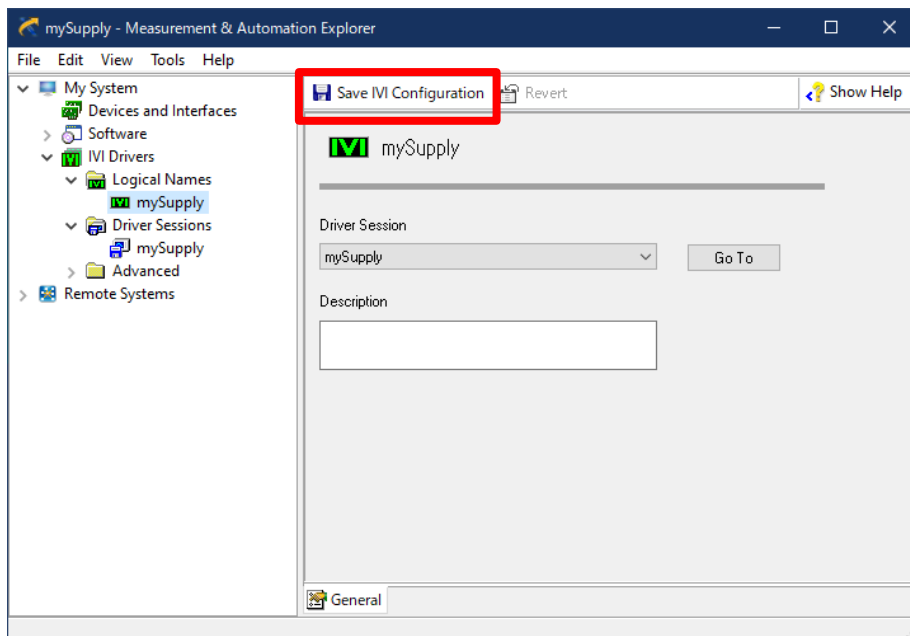 mySupply - Measurement & Automation Explorer
File Edit View Tools Help
My System
Devices and Interfaces
Software
IVI Drivers
IVI Logical Names
IVI mySupply
Driver Sessions
mySupply
Advanced
Remote Systems
Save IVI Configuration Revert Show Help
IVI mySupply
Driver Session
mySupply Go To
Description
General